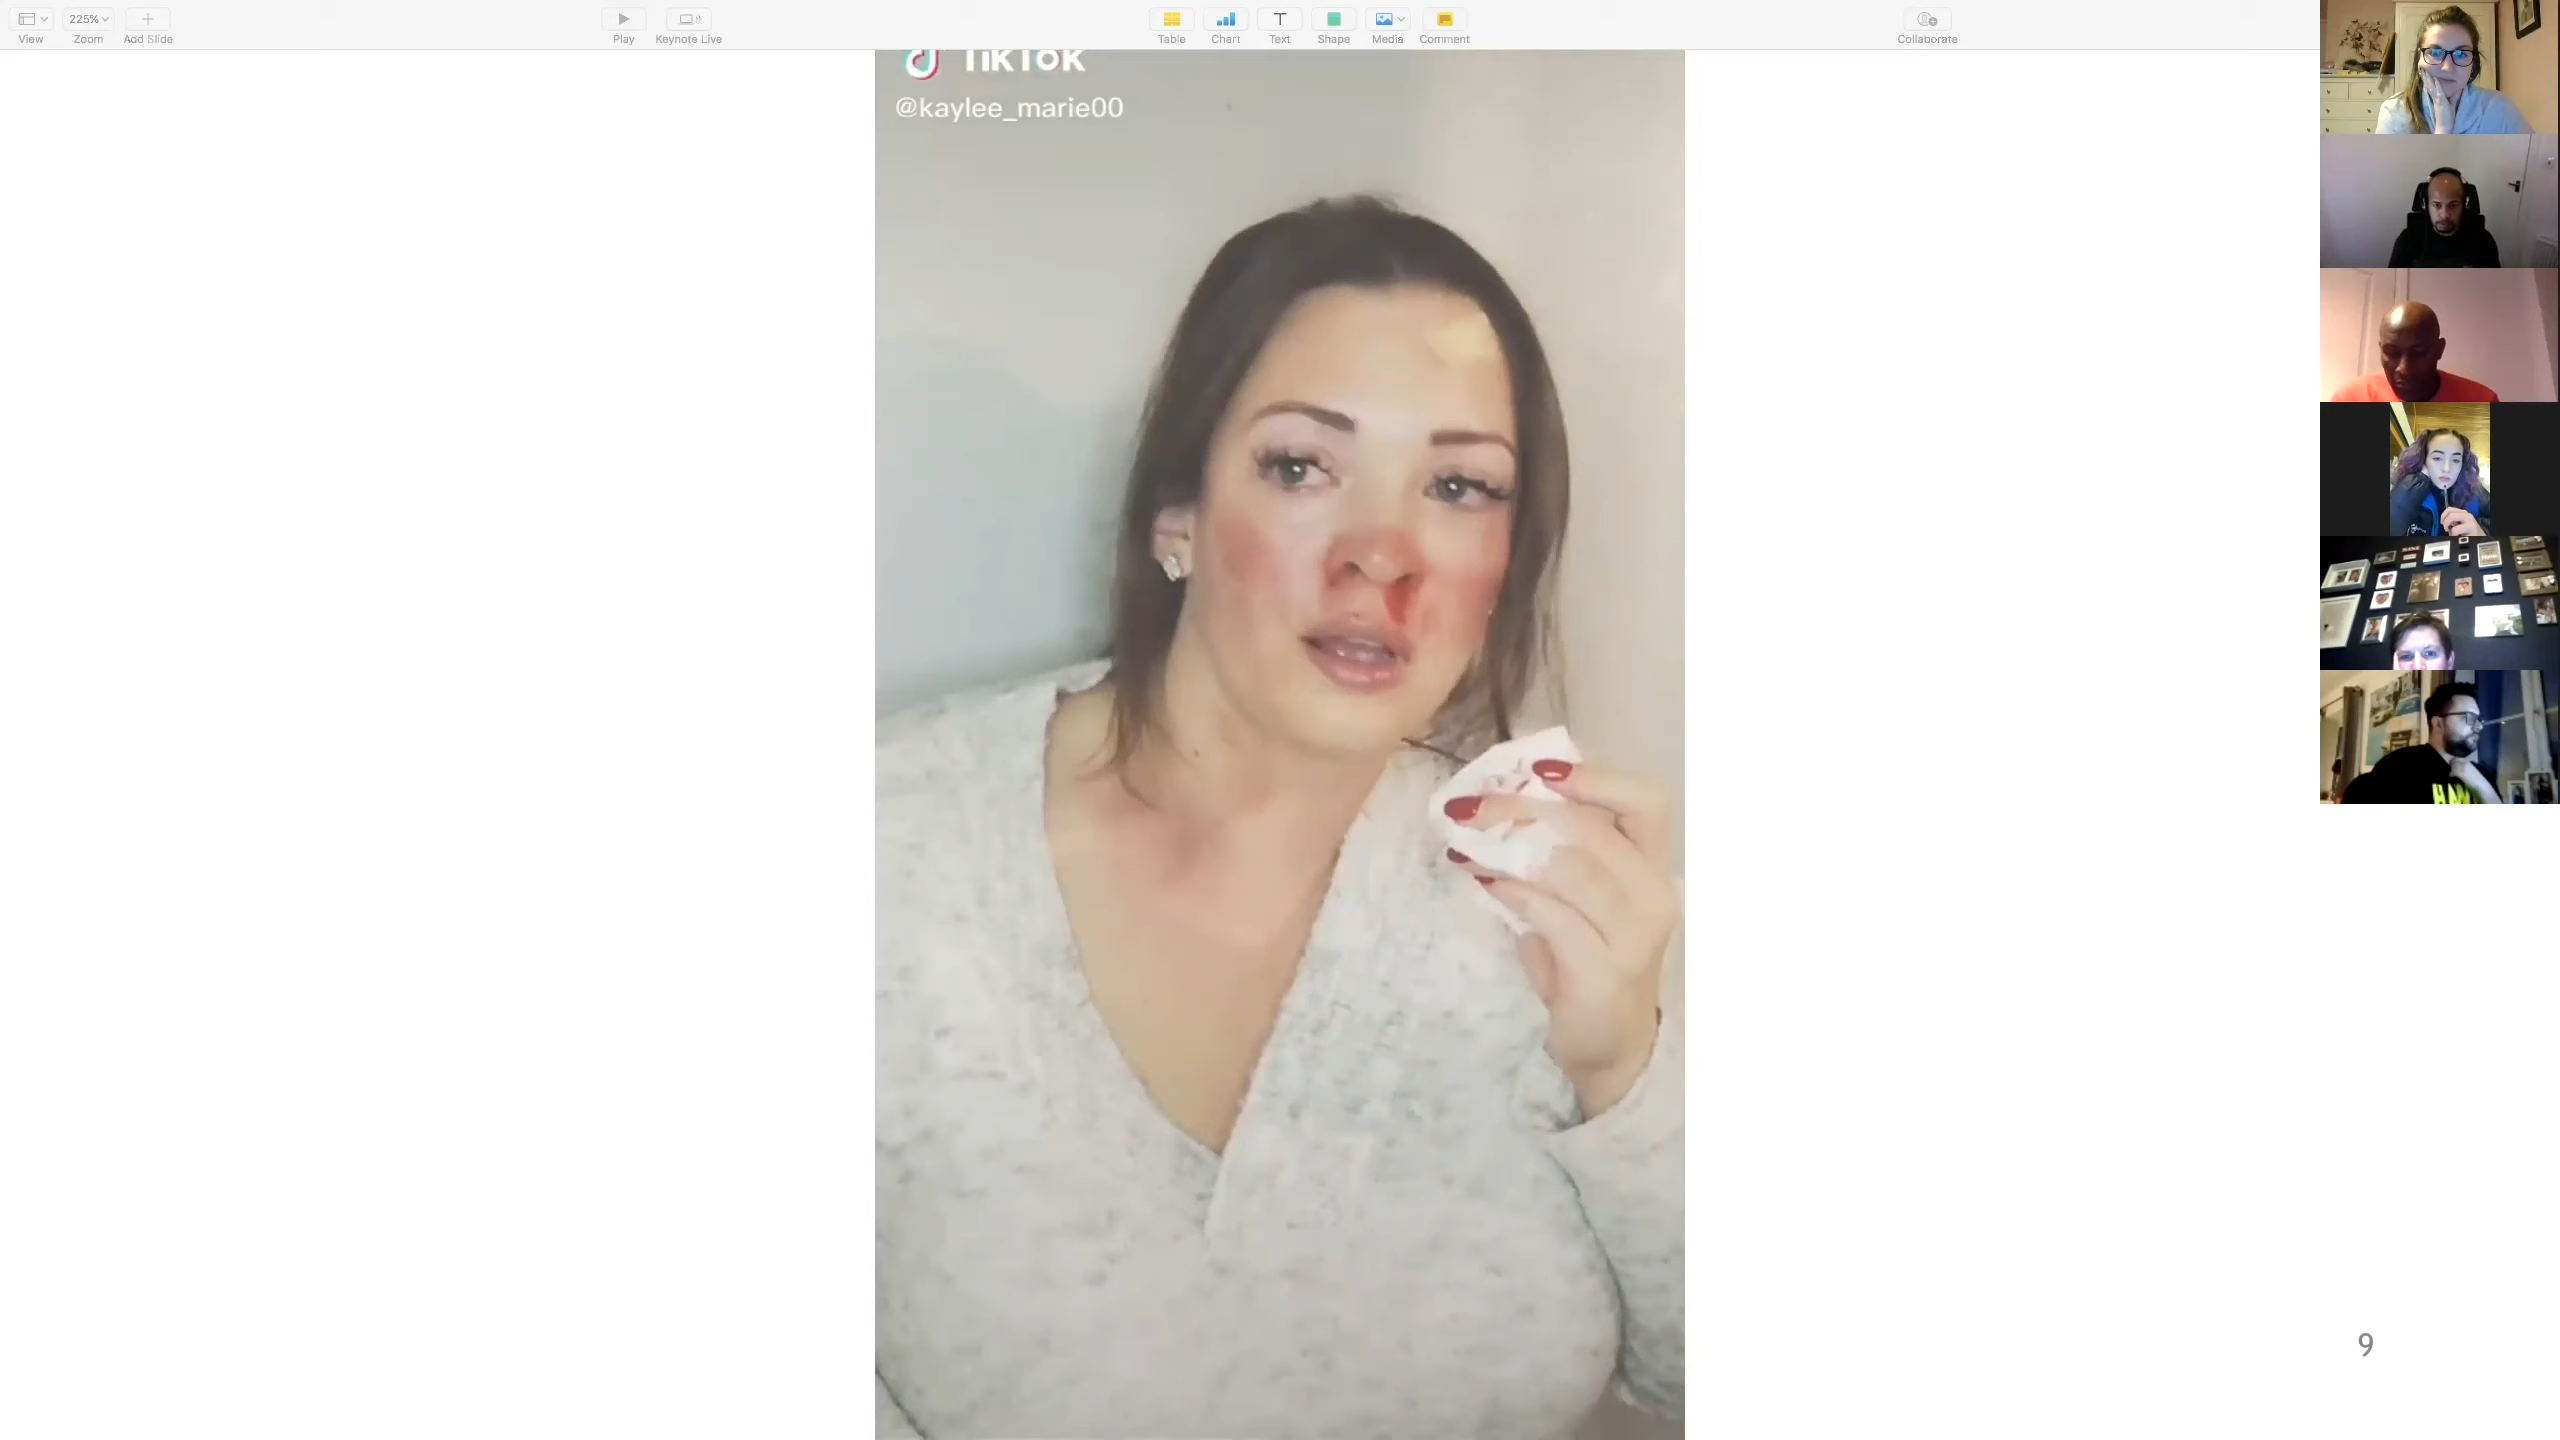 225%
View
Zoom
Add Slide
Play
Keynote Live
T
Table
Chart
Text
Shape
Media
Comment
Collaborate
TikTok
@kaylee_marie00
9